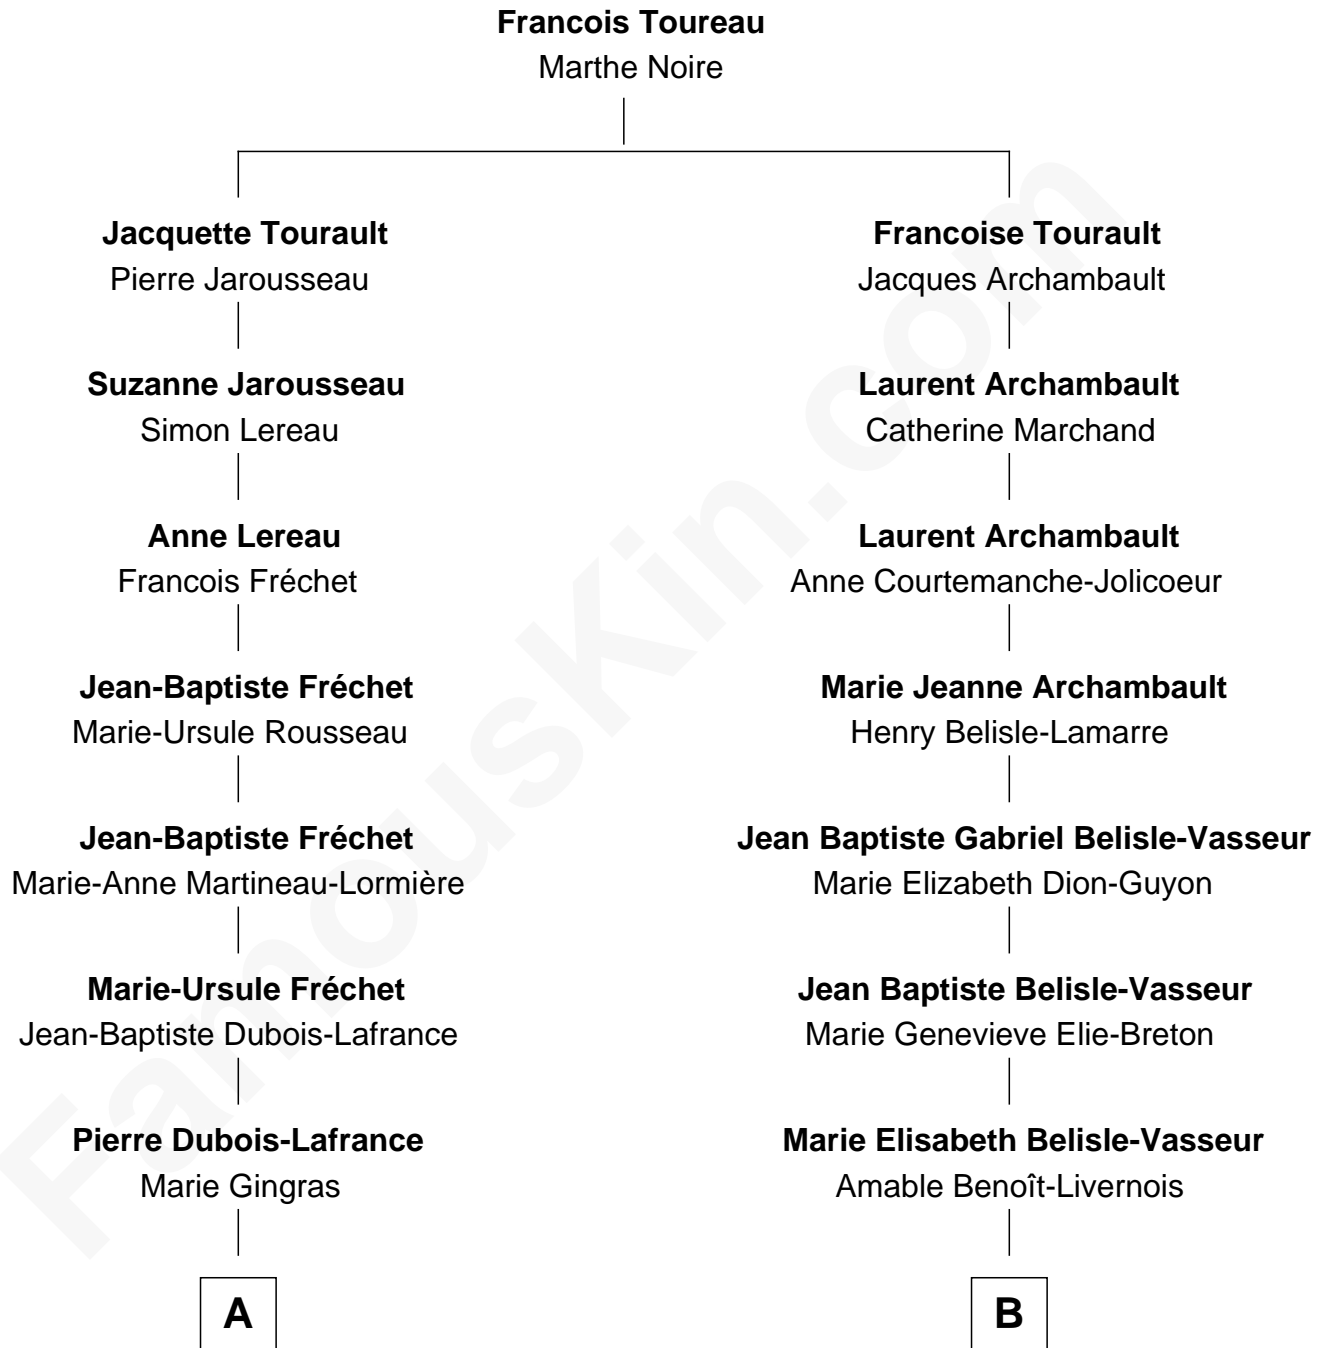 Francois Toureau
Marthe Noire
Jacquette Tourault
Pierre Jarousseau
Francoise Tourault
Jacques Archambault
Suzanne Jarousseau
Simon Lereau
Laurent Archambault
Catherine Marchand
Anne Lereau
Francois Fréchet
Laurent Archambault
Anne Courtemanche-Jolicoeur
Jean-Baptiste Fréchet
Marie-Ursule Rousseau
Marie Jeanne Archambault
Henry Belisle-Lamarre
Jean-Baptiste Fréchet
Marie-Anne Martineau-Lormière
Jean Baptiste Gabriel Belisle-Vasseur
Marie Elizabeth Dion-Guyon
Marie-Ursule Fréchet
Jean-Baptiste Dubois-Lafrance
Jean Baptiste Belisle-Vasseur
Marie Genevieve Elie-Breton
Pierre Dubois-Lafrance
Marie Gingras
Marie Elisabeth Belisle-Vasseur
Amable Benoît-Livernois
A
B
FamousKin.com